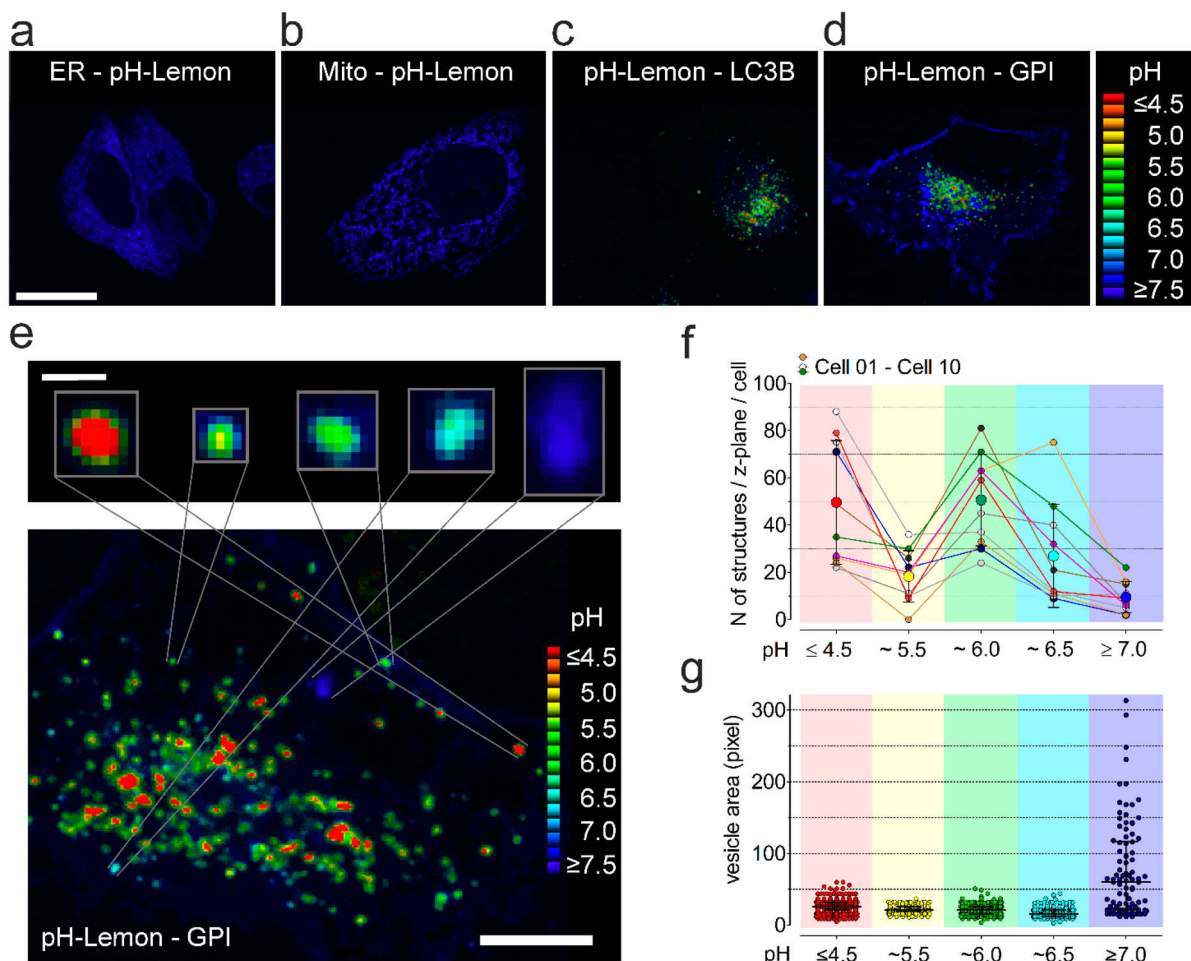 a
b
c
d
ER - pH-Lemon
Mito - pH-Lemon
pH-Lemon - LC3B
pH-Lemon - GPI
pH
≤4.5
5.0
5.5
6.0
6.5
7.0
≥7.5
e
pH
≤4.5
5.0
5.5
6.0
6.5
7.0
≥7.5
pH-Lemon - GPI
f
Cell 01 - Cell 10
N of structures / z-plane / cell
100
80
60
40
20
0
pH ≤ 4.5 ~ 5.5 ~ 6.0 ~ 6.5 ≥ 7.0
g
vesicle area (pixel)
300
200
100
0
pH ≤4.5 ~5.5 ~6.0 ~6.5 ≥7.0